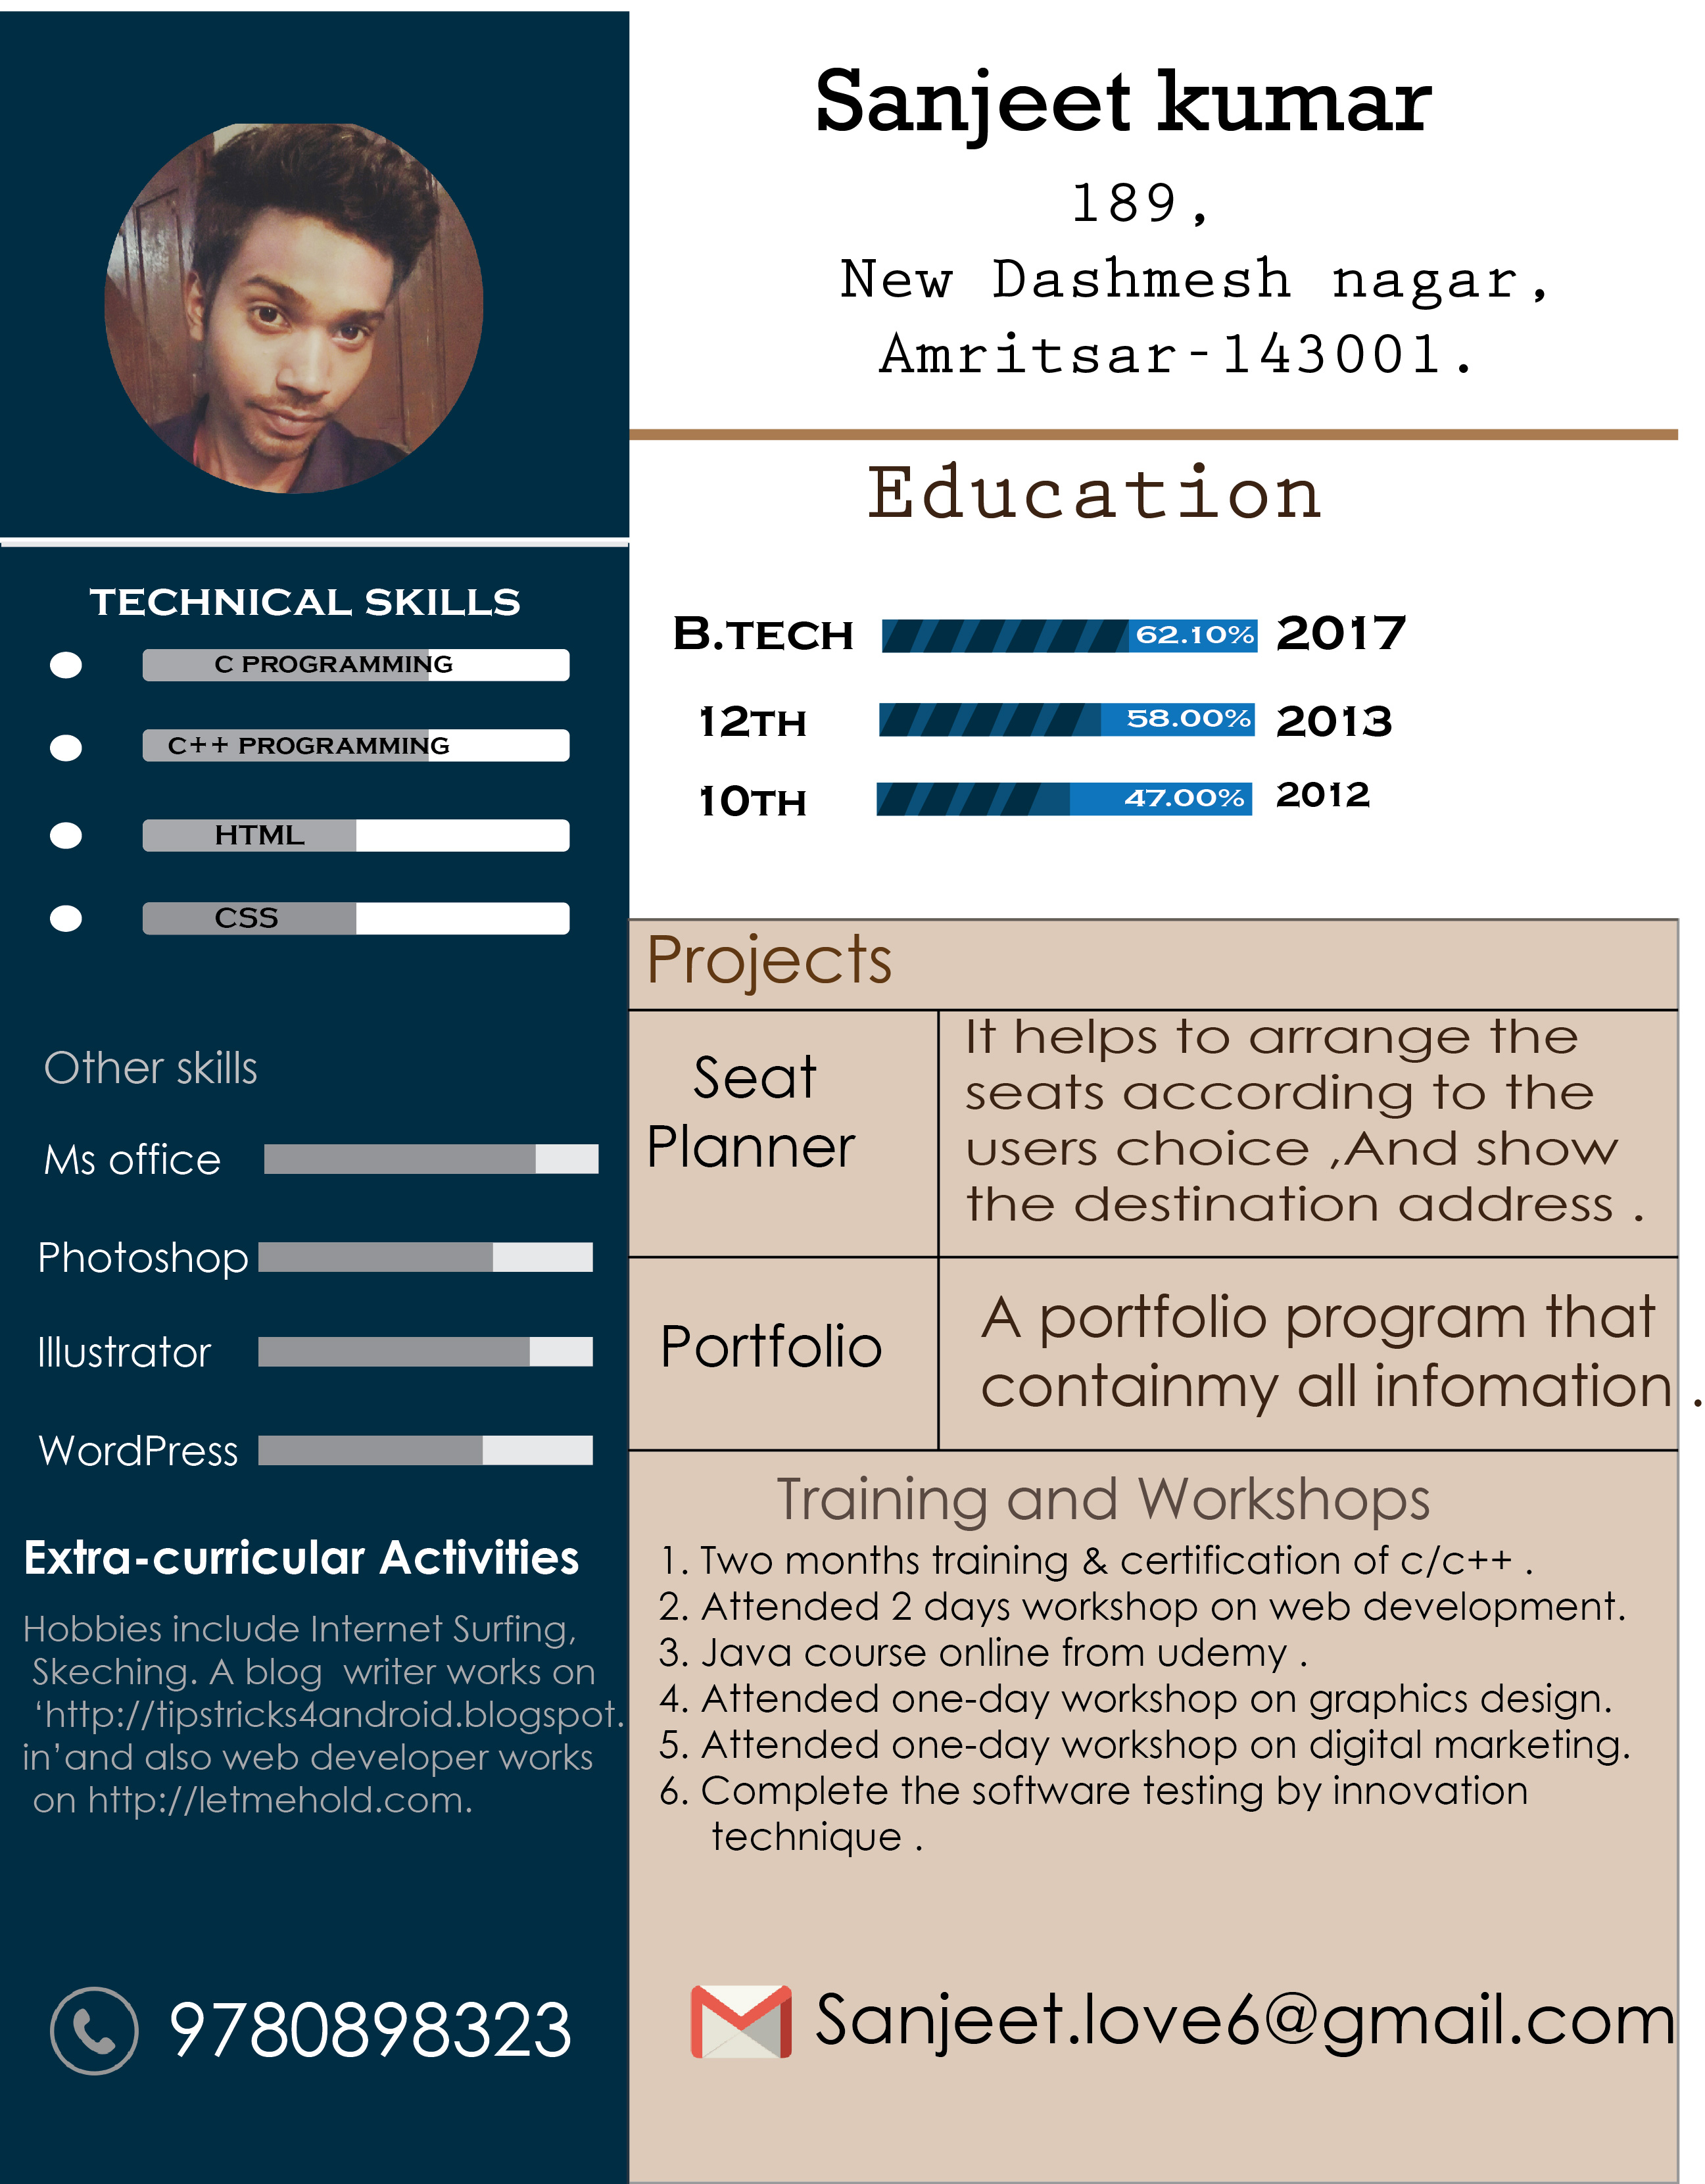 Sanjeet kumar
189,
New Dashmesh nagar,
Amritsar-143001.
Education
B.TECH 62.10% 2017
12TH 58.00% 2013
10TH 47.00% 2012
TECHNICAL SKILLS
C PROGRAMMING
C++ PROGRAMMING
HTML
CSS
Other skills
Ms office
Photoshop
Illustrator
WordPress
Extra-curricular Activities
Hobbies include Internet Surfing,
Skeching. A blog writer works on
‘http://tipstricks4android.blogspot.
in’and also web developer works
on http://letmehold.com.
9780898323
Projects
Seat
Planner
It helps to arrange the
seats according to the
users choice ,And show
the destination address .
Portfolio
A portfolio program that
containmy all infomation .
Training and Workshops
1. Two months training & certification of c/c++ .
2. Attended 2 days workshop on web development.
3. Java course online from udemy .
4. Attended one-day workshop on graphics design.
5. Attended one-day workshop on digital marketing.
6. Complete the software testing by innovation
technique .
Sanjeet.love6@gmail.com